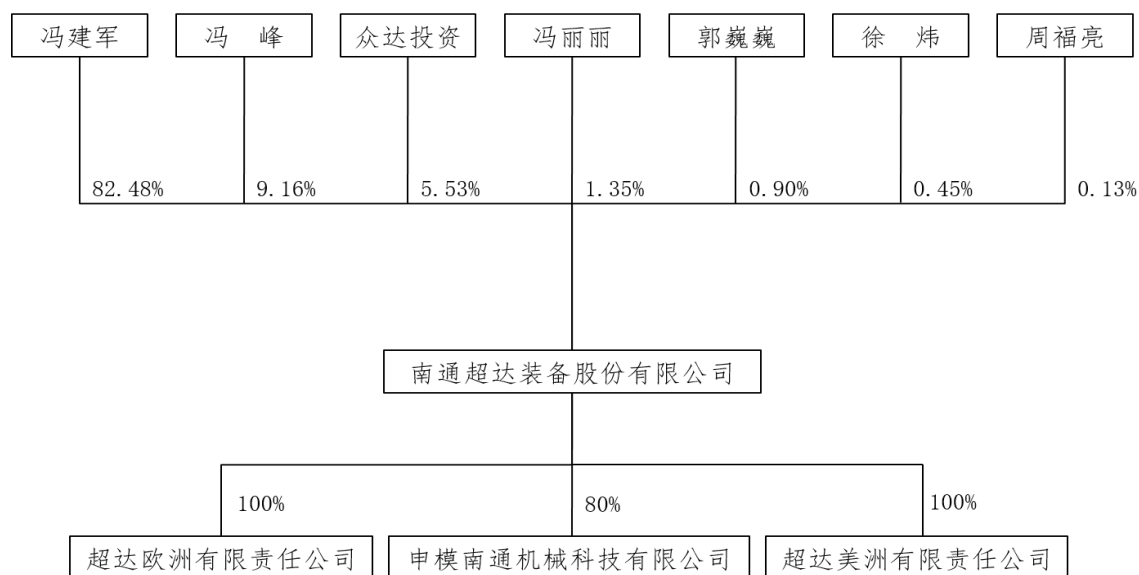 冯建军 冯 峰 众达投资 冯丽丽 郭巍巍 徐 炜 周福亮
82.48% 9.16% 5.53% 1.35% 0.90% 0.45% 0.13%
南通超达装备股份有限公司
100% 80% 100%
超达欧洲有限责任公司 申模南通机械科技有限公司 超达美洲有限责任公司